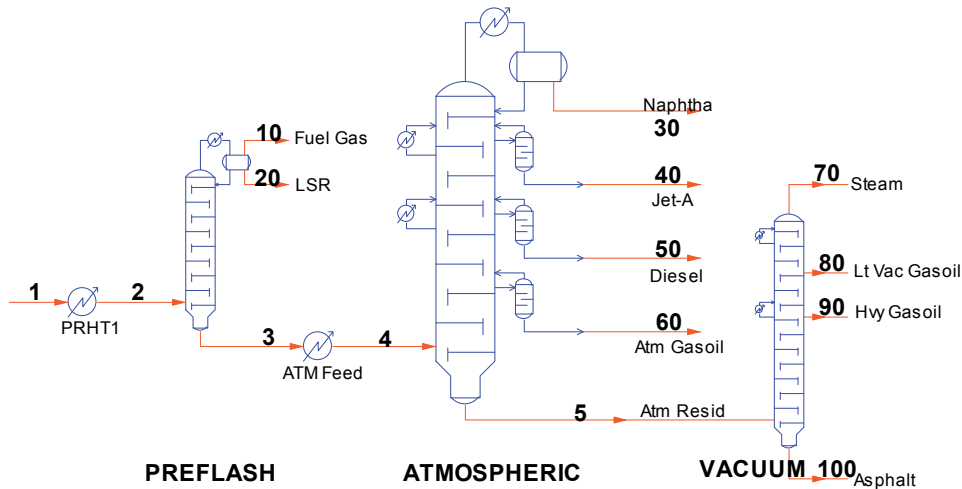 Naphtha
30
10 Fuel Gas
20 LSR
40
Jet-A
70
Steam
50
Diesel
80 Lt Vac Gasoil
90 Hvy Gasoil
1
2
PRHT1
60
Atm Gasoil
3
4
ATM Feed
5
Atm Resid
PREFLASH
ATMOSPHERIC
VACUUM
100
Asphalt